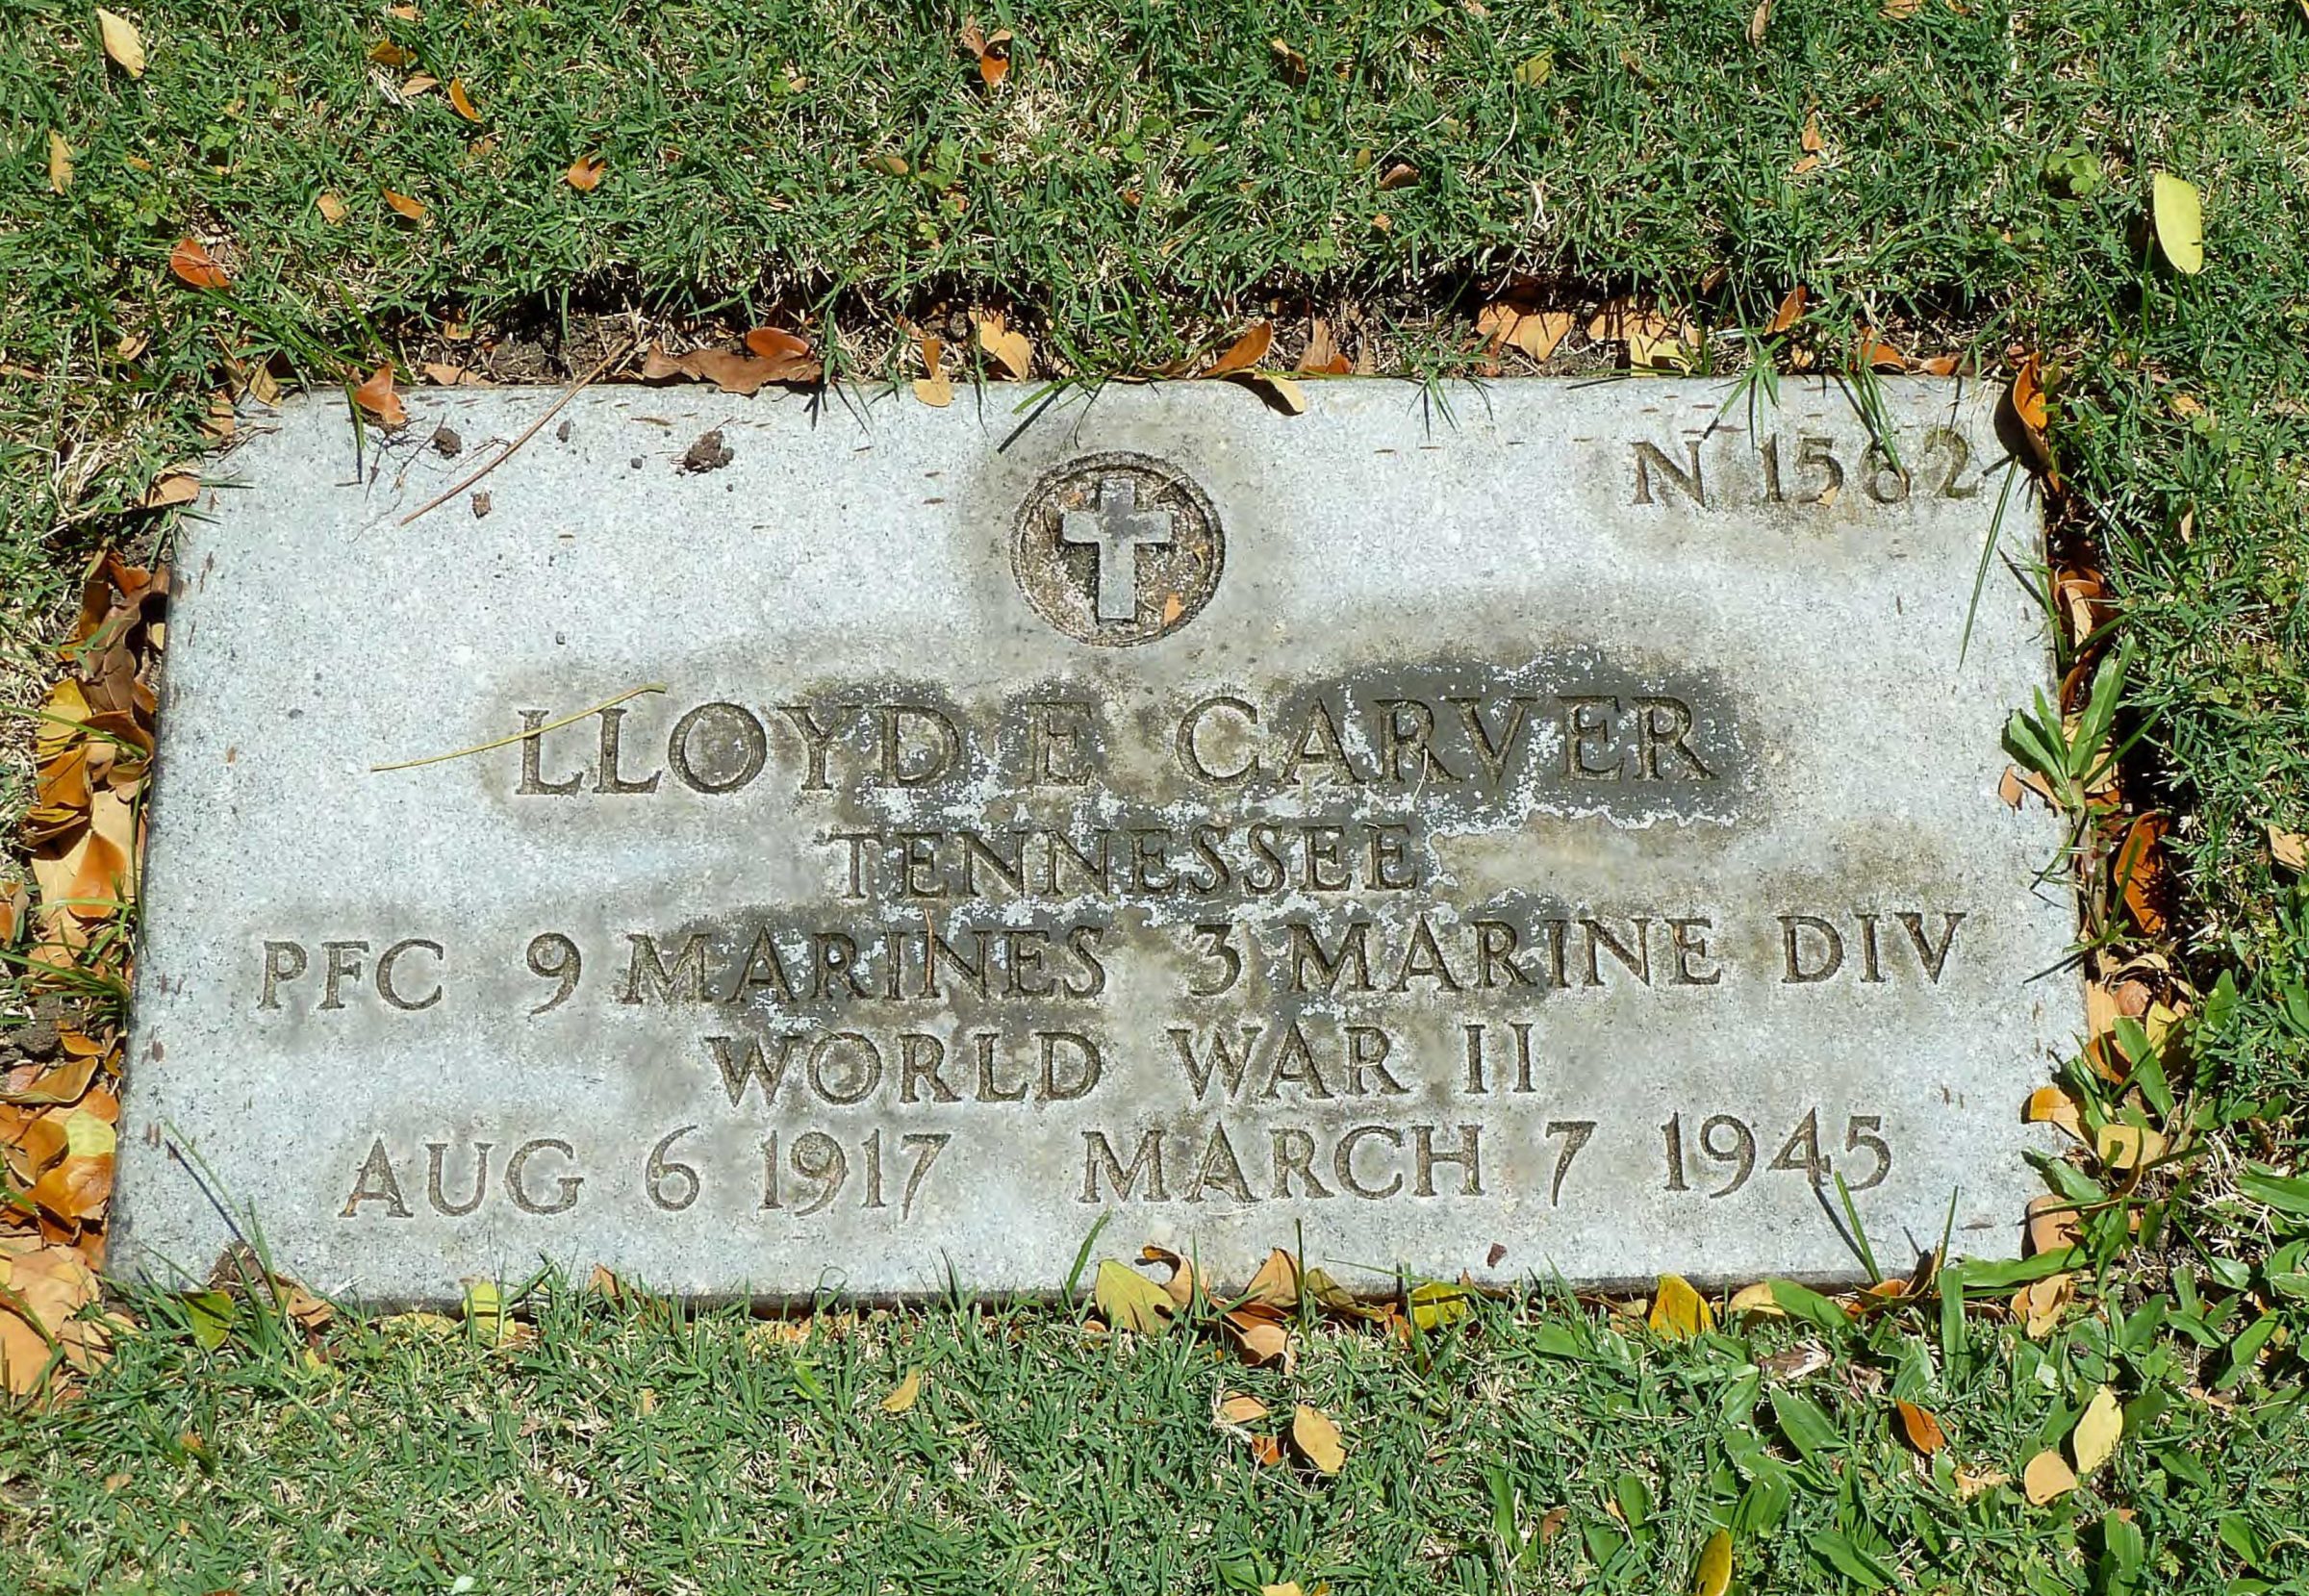 N 1562
LLOYD E CARVER
TENNESSEE
PFC 9 MARINES 3 MARINE DIV
WORLD WAR II
AUG 6 1917 MARCH 7 1945